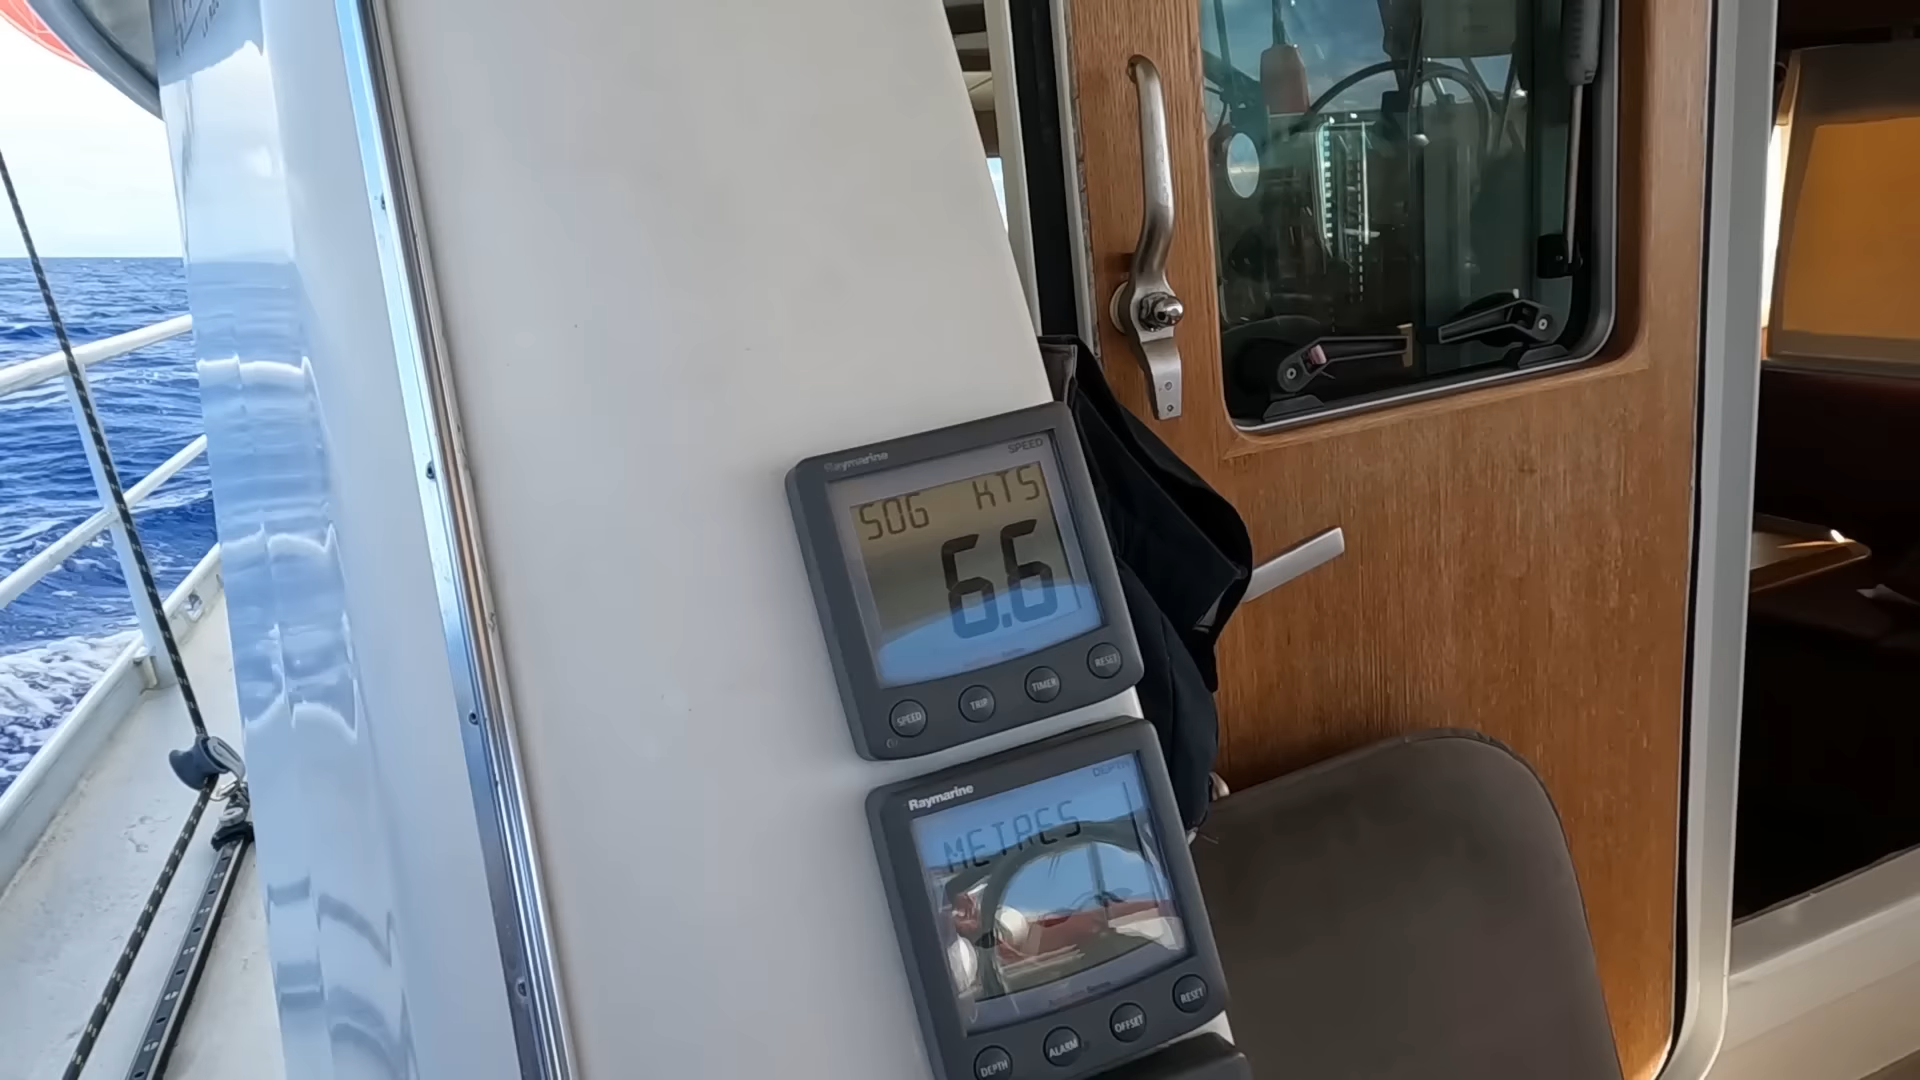 Raymarine
SPEED
SOG KTS
6.6
SPEED
TRIP
TIMER
RESET
Raymarine
DEPTH
METRES
DEPTH
ALARM
OFFSET
RESET